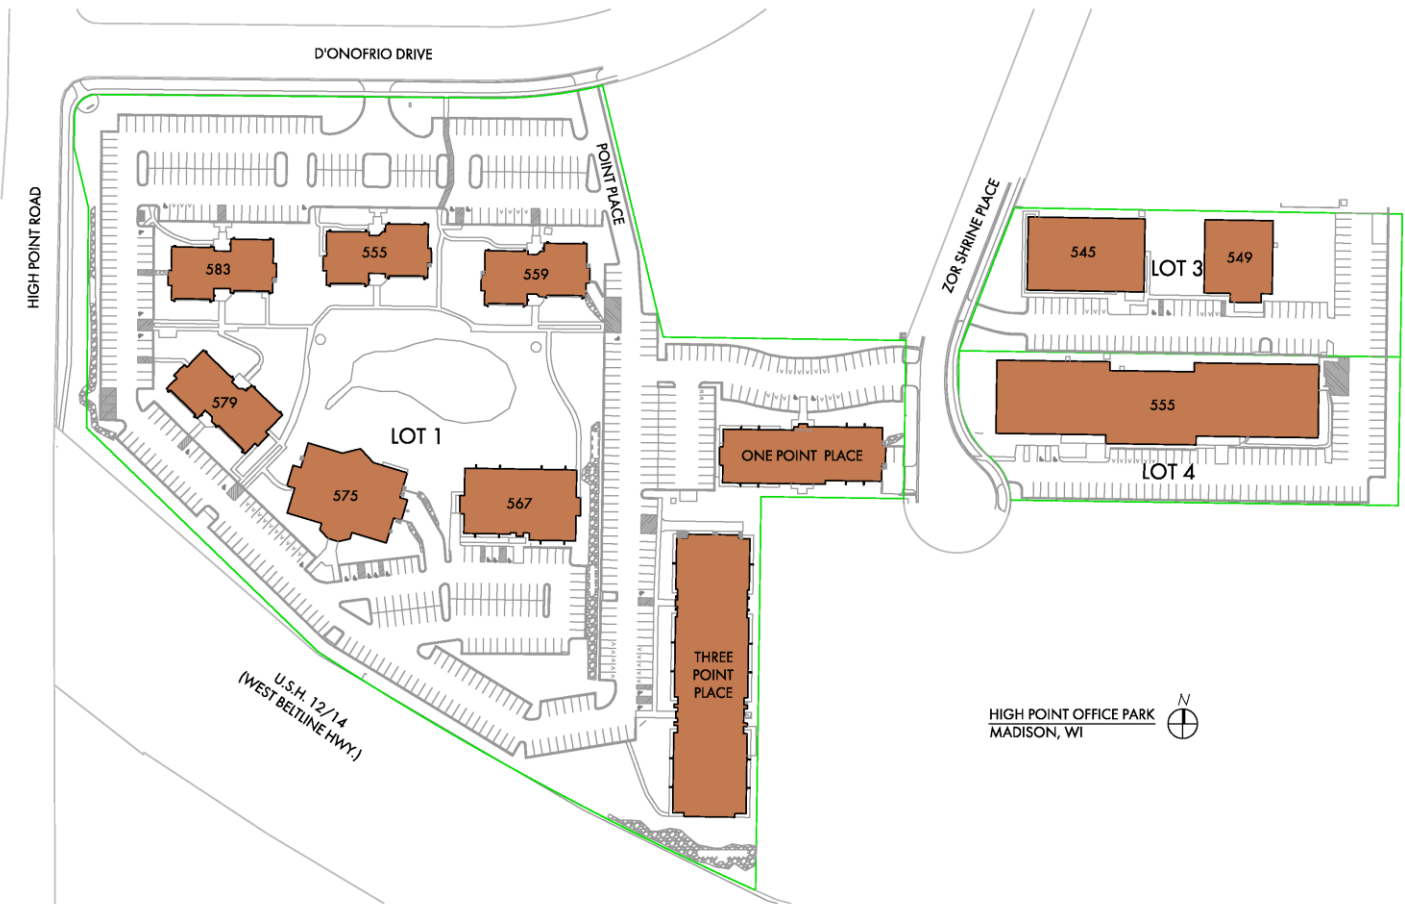 D'ONOFRIO DRIVE
HIGH POINT ROAD
POINT PLACE
ZOR SHRINE PLACE
583
555
559
545
LOT 3
549
579
LOT 1
555
ONE POINT PLACE
LOT 4
575
567
THREE
POINT
PLACE
U.S.H. 12/14
(WEST BELTLINE HWY.)
N
HIGH POINT OFFICE PARK
MADISON, WI